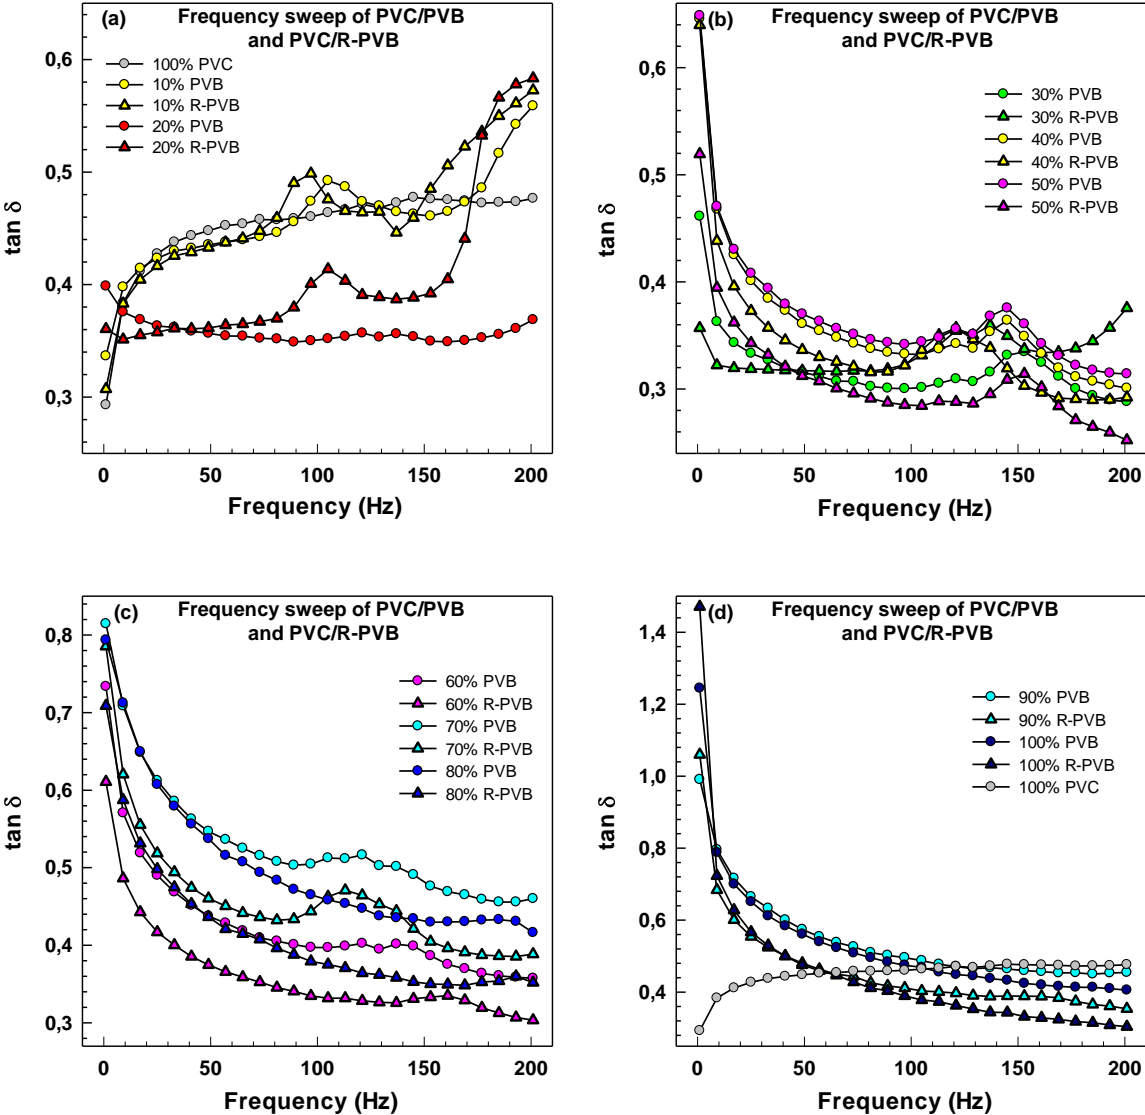 (a)
Frequency sweep of PVC/PVB
and PVC/R-PVB
100% PVC
10% PVB
10% R-PVB
20% PVB
20% R-PVB
tan δ
0,6
0,5
0,4
0,3
0
50
100
150
200
Frequency (Hz)
(b)
Frequency sweep of PVC/PVB
and PVC/R-PVB
30% PVB
30% R-PVB
40% PVB
40% R-PVB
50% PVB
50% R-PVB
tan δ
0,6
0,5
0,4
0,3
0
50
100
150
200
Frequency (Hz)
(c)
Frequency sweep of PVC/PVB
and PVC/R-PVB
60% PVB
60% R-PVB
70% PVB
70% R-PVB
80% PVB
80% R-PVB
tan δ
0,8
0,7
0,6
0,5
0,4
0,3
0
50
100
150
200
Frequency (Hz)
(d)
Frequency sweep of PVC/PVB
and PVC/R-PVB
90% PVB
90% R-PVB
100% PVB
100% R-PVB
100% PVC
tan δ
1,4
1,2
1,0
0,8
0,6
0,4
0
50
100
150
200
Frequency (Hz)